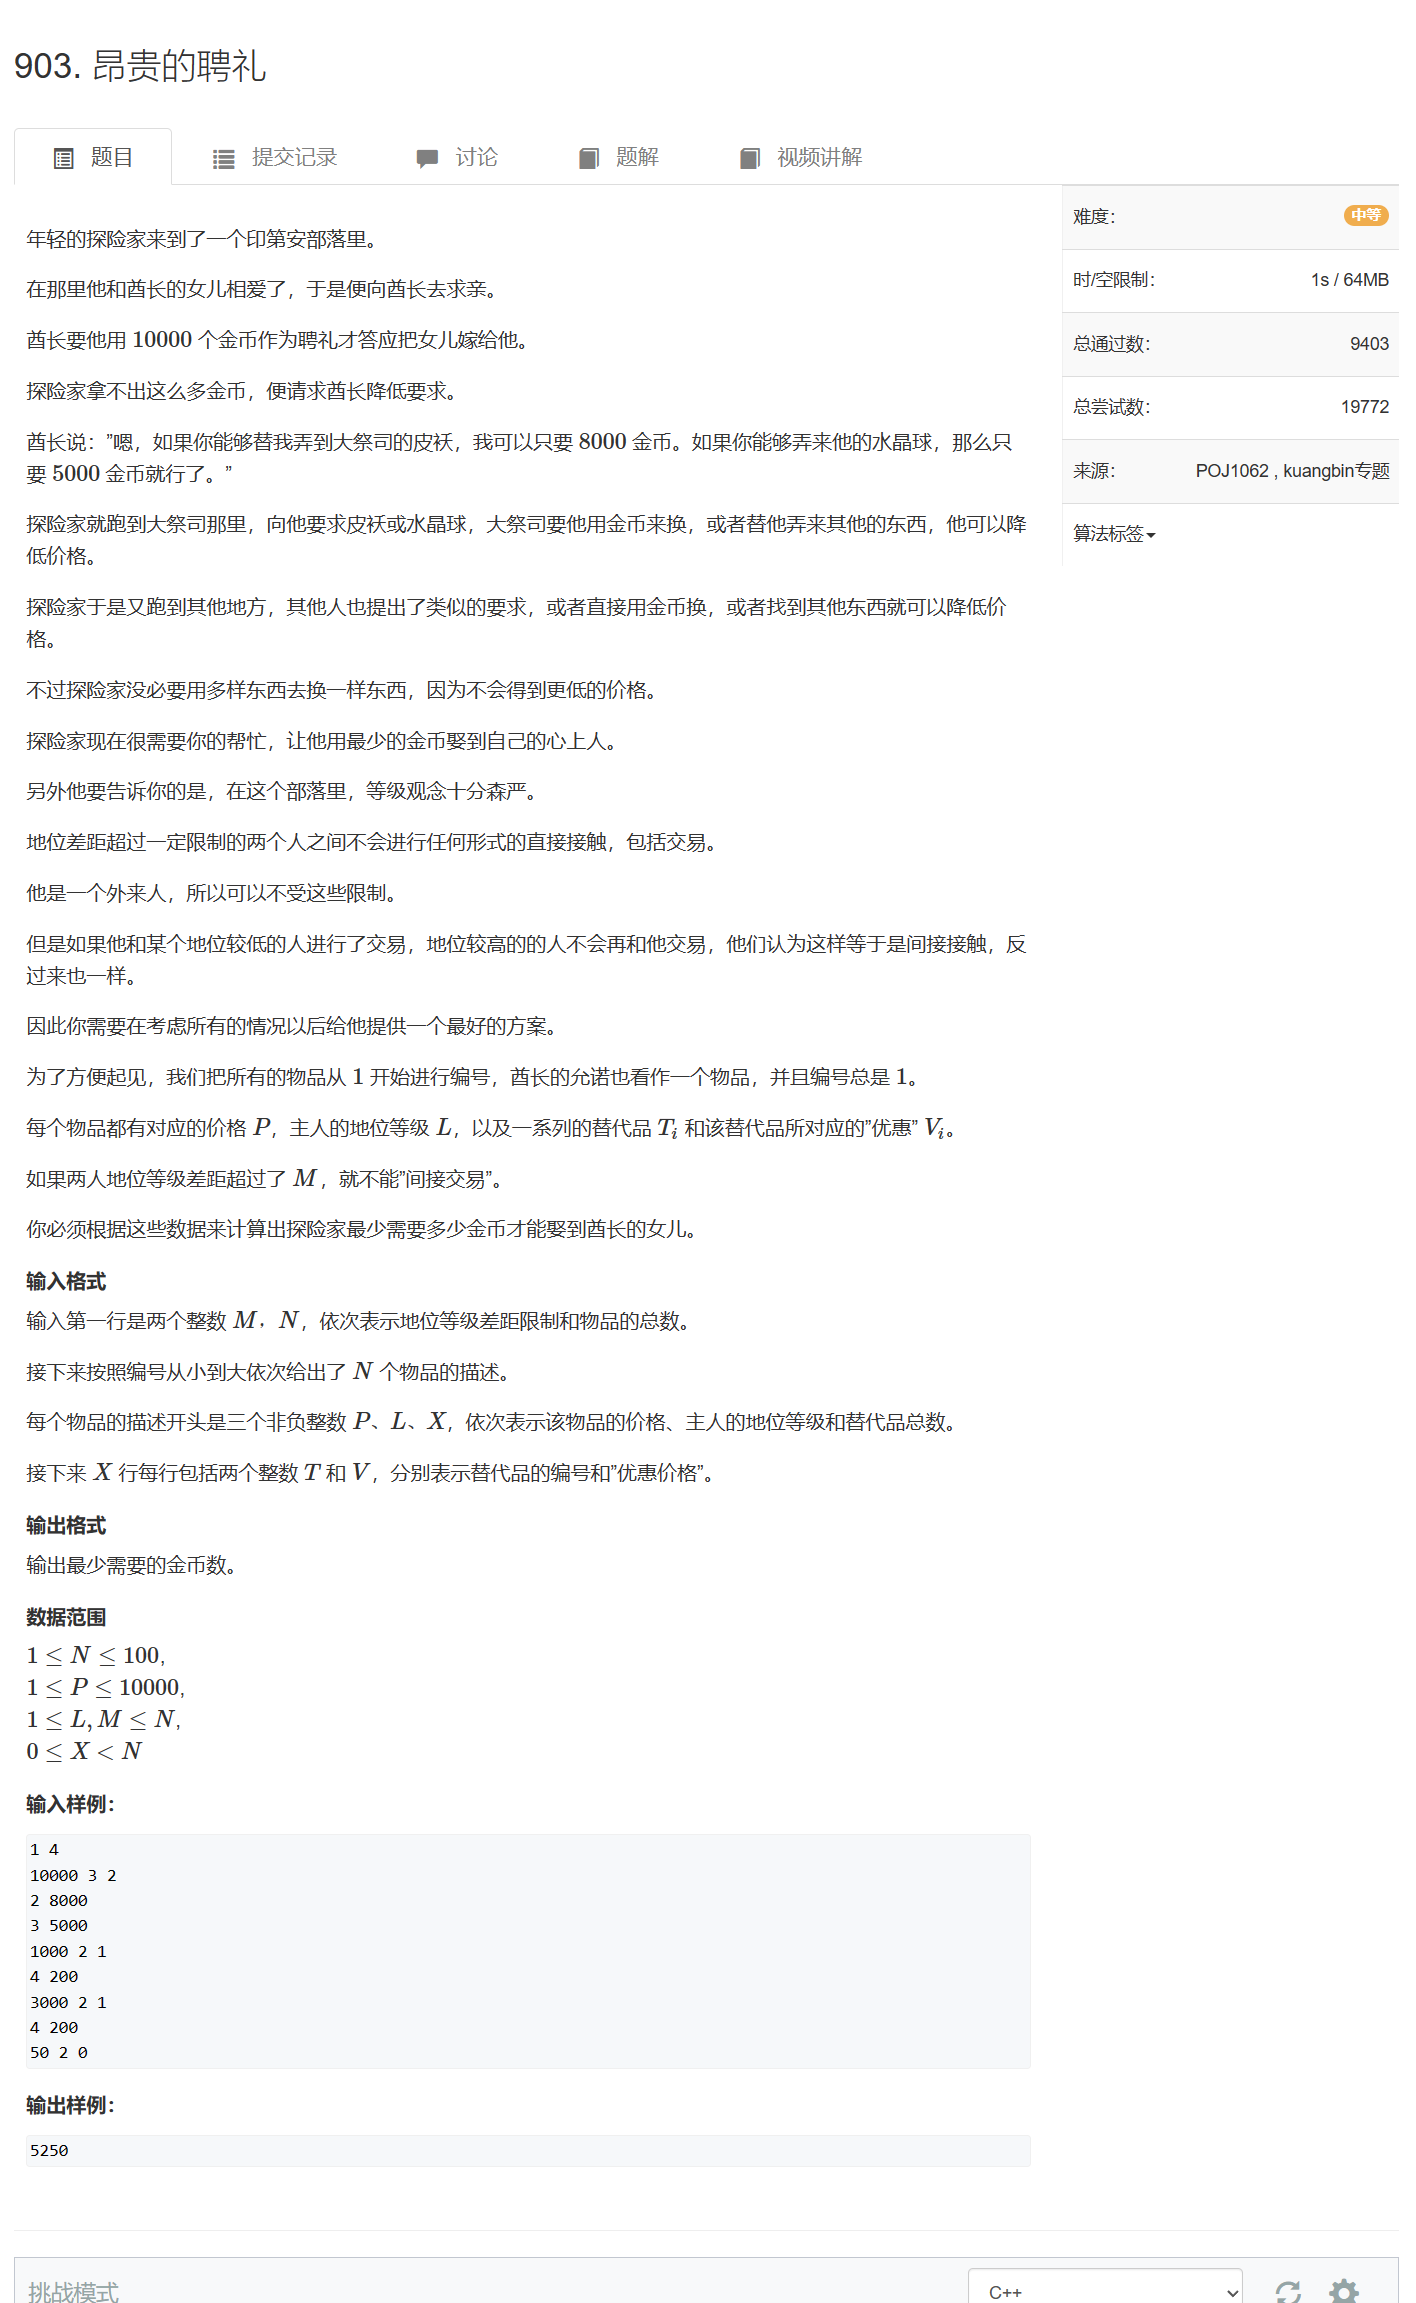 903. 昂贵的聘礼
题目 提交记录 讨论 题解 视频讲解
年轻的探险家来到了一个印第安部落里。
在那里他和酋长的女儿相爱了，于是便向酋长去求亲。
酋长要他用 10000 个金币作为聘礼才答应把女儿嫁给他。
探险家拿不出这么多金币，便请求酋长降低要求。
酋长说：”嗯，如果你能够替我弄到大祭司的皮袄，我可以只要 8000 金币。如果你能够弄来他的水晶球，那么只
要 5000 金币就行了。”
探险家就跑到大祭司那里，向他要求皮袄或水晶球，大祭司要他用金币来换，或者替他弄来其他的东西，他可以降
低价格。
探险家于是又跑到其他地方，其他人也提出了类似的要求，或者直接用金币换，或者找到其他东西就可以降低价
格。
不过探险家没必要用多样东西去换一样东西，因为不会得到更低的价格。
探险家现在很需要你的帮忙，让他用最少的金币娶到自己的心上人。
另外他要告诉你的是，在这个部落里，等级观念十分森严。
地位差距超过一定限制的两个人之间不会进行任何形式的直接接触，包括交易。
他是一个外来人，所以可以不受这些限制。
但是如果他和某个地位较低的人进行了交易，地位较高的的人不会再和他交易，他们认为这样等于是间接接触，反
过来也一样。
因此你需要在考虑所有的情况以后给他提供一个最好的方案。
为了方便起见，我们把所有的物品从 1 开始进行编号，酋长的允诺也看作一个物品，并且编号总是 1。
每个物品都有对应的价格 P，主人的地位等级 L，以及一系列的替代品 Tᵢ 和该替代品所对应的”优惠” Vᵢ。
如果两人地位等级差距超过了 M，就不能”间接交易”。
你必须根据这些数据来计算出探险家最少需要多少金币才能娶到酋长的女儿。
输入格式
输入第一行是两个整数 M，N，依次表示地位等级差距限制和物品的总数。
接下来按照编号从小到大依次给出了 N 个物品的描述。
每个物品的描述开头是三个非负整数 P、L、X，依次表示该物品的价格、主人的地位等级和替代品总数。
接下来 X 行每行包括两个整数 T 和 V，分别表示替代品的编号和”优惠价格”。
输出格式
输出最少需要的金币数。
数据范围
1 ≤ N ≤ 100,
1 ≤ P ≤ 10000,
1 ≤ L, M ≤ N,
0 ≤ X < N
输入样例：
1 4
10000 3 2
2 8000
3 5000
1000 2 1
4 200
3000 2 1
4 200
50 2 0
输出样例：
5250
难度： 中等
时/空限制： 1s / 64MB
总通过数： 9403
总尝试数： 19772
来源： POJ1062 , kuangbin专题
算法标签
挑战模式 C++